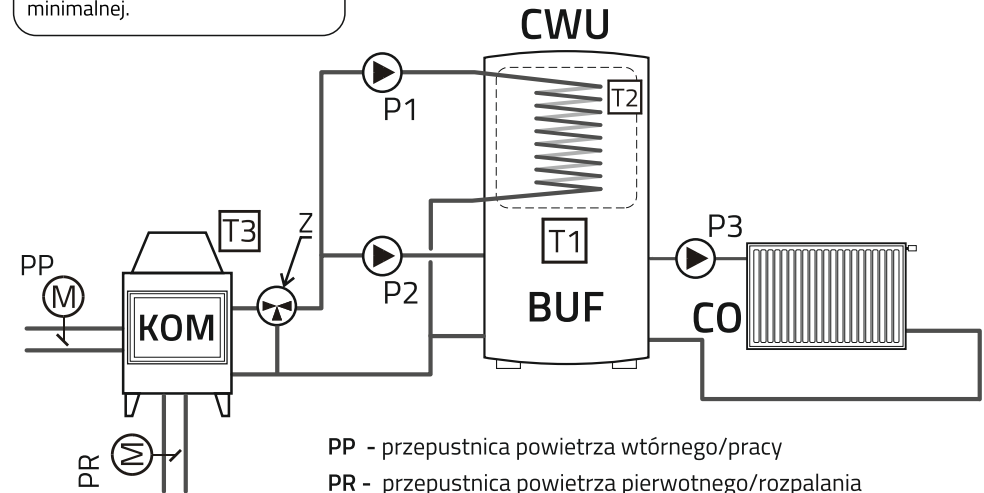 minimalnej.
CWU
P1
T2
T3
Z
T1
P3
PP
M
P2
KOM
BUF
CO
PR
M
PP - przepustnica powietrza wtórnego/pracy
PR - przepustnica powietrza pierwotnego/rozpalania